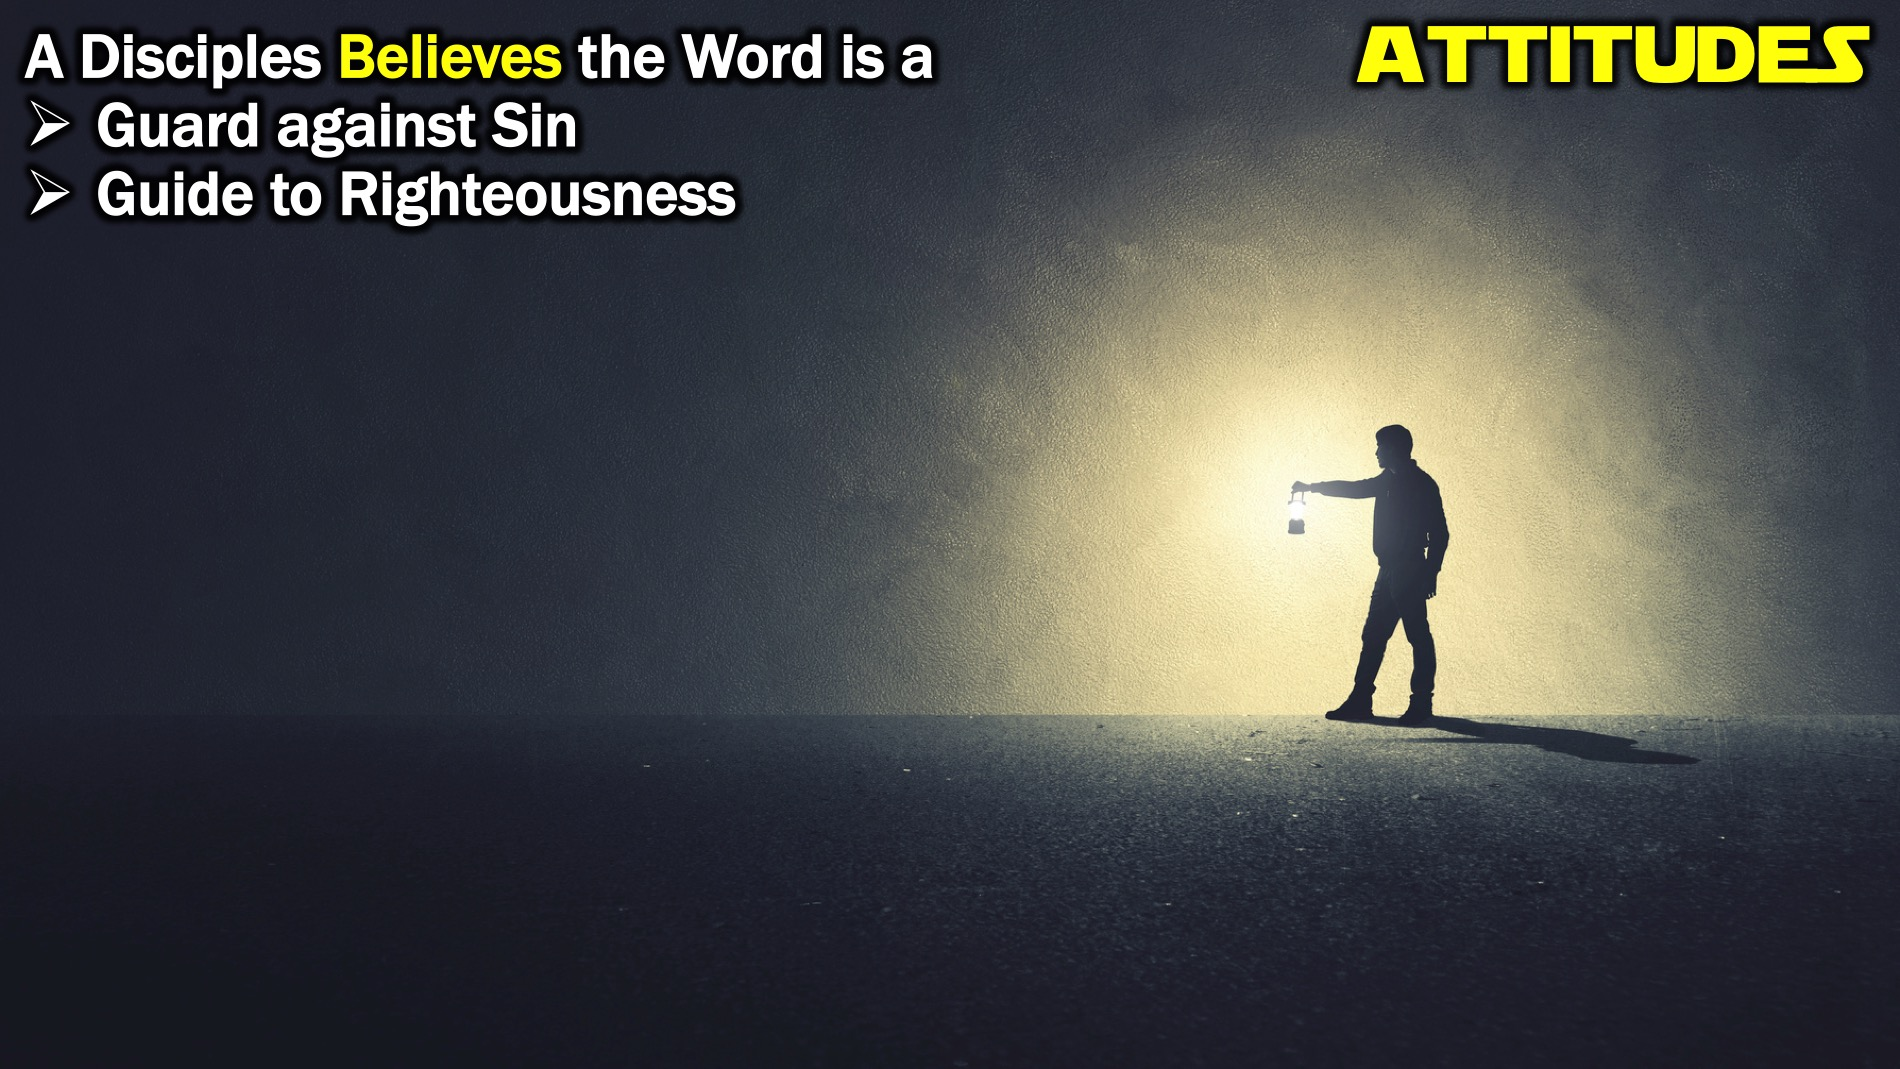 A Disciples Believes the Word is a
➢ Guard against Sin
➢ Guide to Righteousness
ATTITUDES